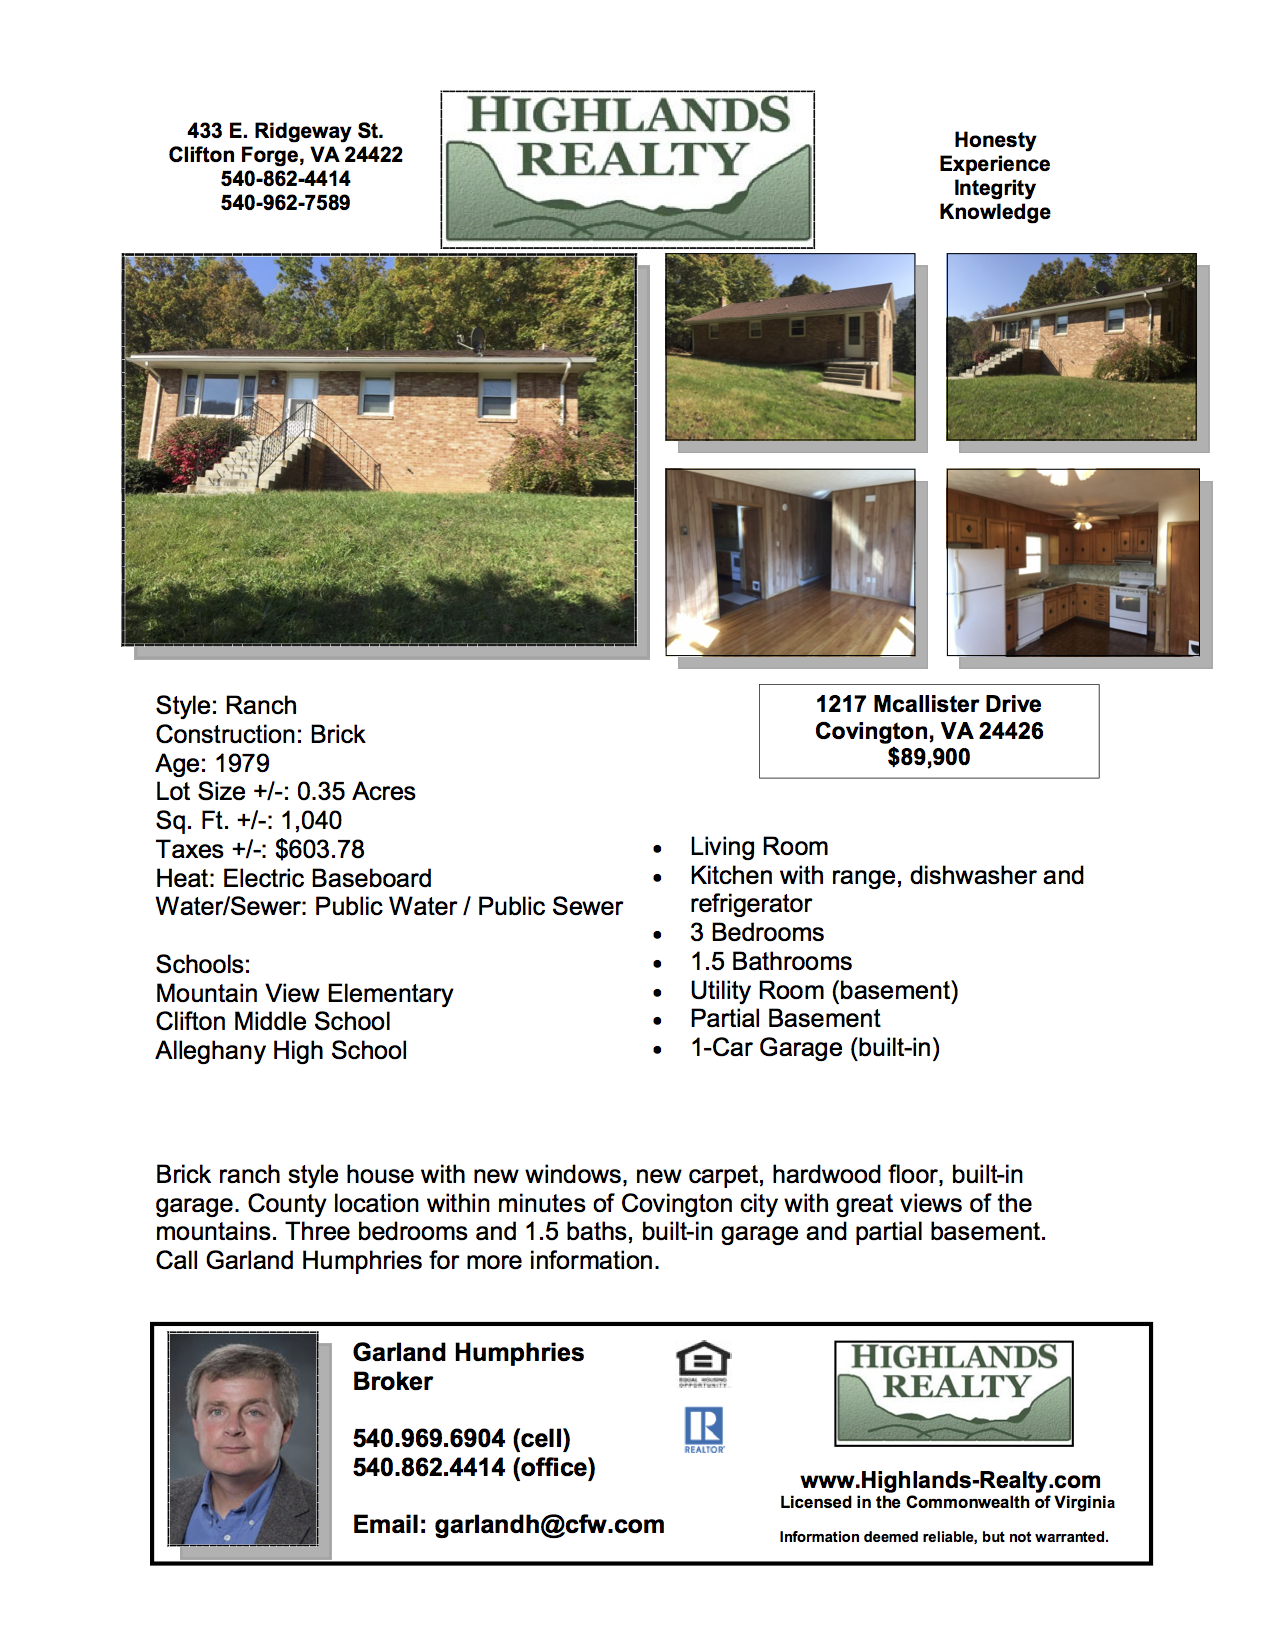 433 E. Ridgeway St.
Clifton Forge, VA 24422
540-862-4414
540-962-7589
HIGHLANDS
REALTY
Honesty
Experience
Integrity
Knowledge
Style: Ranch
Construction: Brick
Age: 1979
Lot Size +/-: 0.35 Acres
Sq. Ft. +/-: 1,040
Taxes +/-: $603.78
Heat: Electric Baseboard
Water/Sewer: Public Water / Public Sewer
Schools:
Mountain View Elementary
Clifton Middle School
Alleghany High School
1217 Mcallister Drive
Covington, VA 24426
$89,900
• Living Room
• Kitchen with range, dishwasher and
refrigerator
• 3 Bedrooms
• 1.5 Bathrooms
• Utility Room (basement)
• Partial Basement
• 1-Car Garage (built-in)
Brick ranch style house with new windows, new carpet, hardwood floor, built-in
garage. County location within minutes of Covington city with great views of the
mountains. Three bedrooms and 1.5 baths, built-in garage and partial basement.
Call Garland Humphries for more information.
Garland Humphries
Broker
540.969.6904 (cell)
540.862.4414 (office)
Email: garlandh@cfw.com
EQUAL HOUSING
OPPORTUNITY
R
REALTOR®
HIGHLANDS
REALTY
www.Highlands-Realty.com
Licensed in the Commonwealth of Virginia
Information deemed reliable, but not warranted.